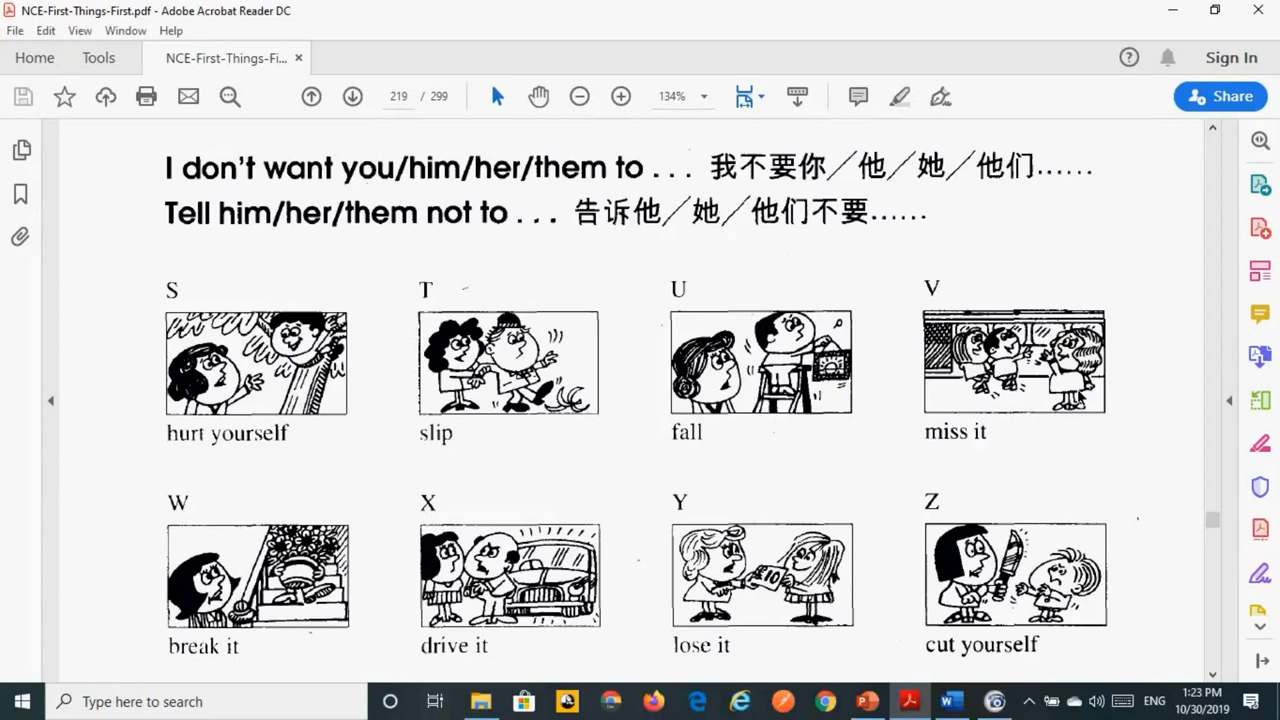 NCE-First-Things-First.pdf - Adobe Acrobat Reader DC
File Edit View Window Help
Home Tools NCE-First-Things-Fi... × Sign In
219 / 299 134% Share
I don't want you/him/her/them to . . . 我不要你／他／她／他们……
Tell him/her/them not to . . . 告诉他／她／他们不要……
S T U V
hurt yourself slip fall miss it
W X Y Z
10
break it drive it lose it cut yourself
Type here to search ENG 1:23 PM
10/30/2019